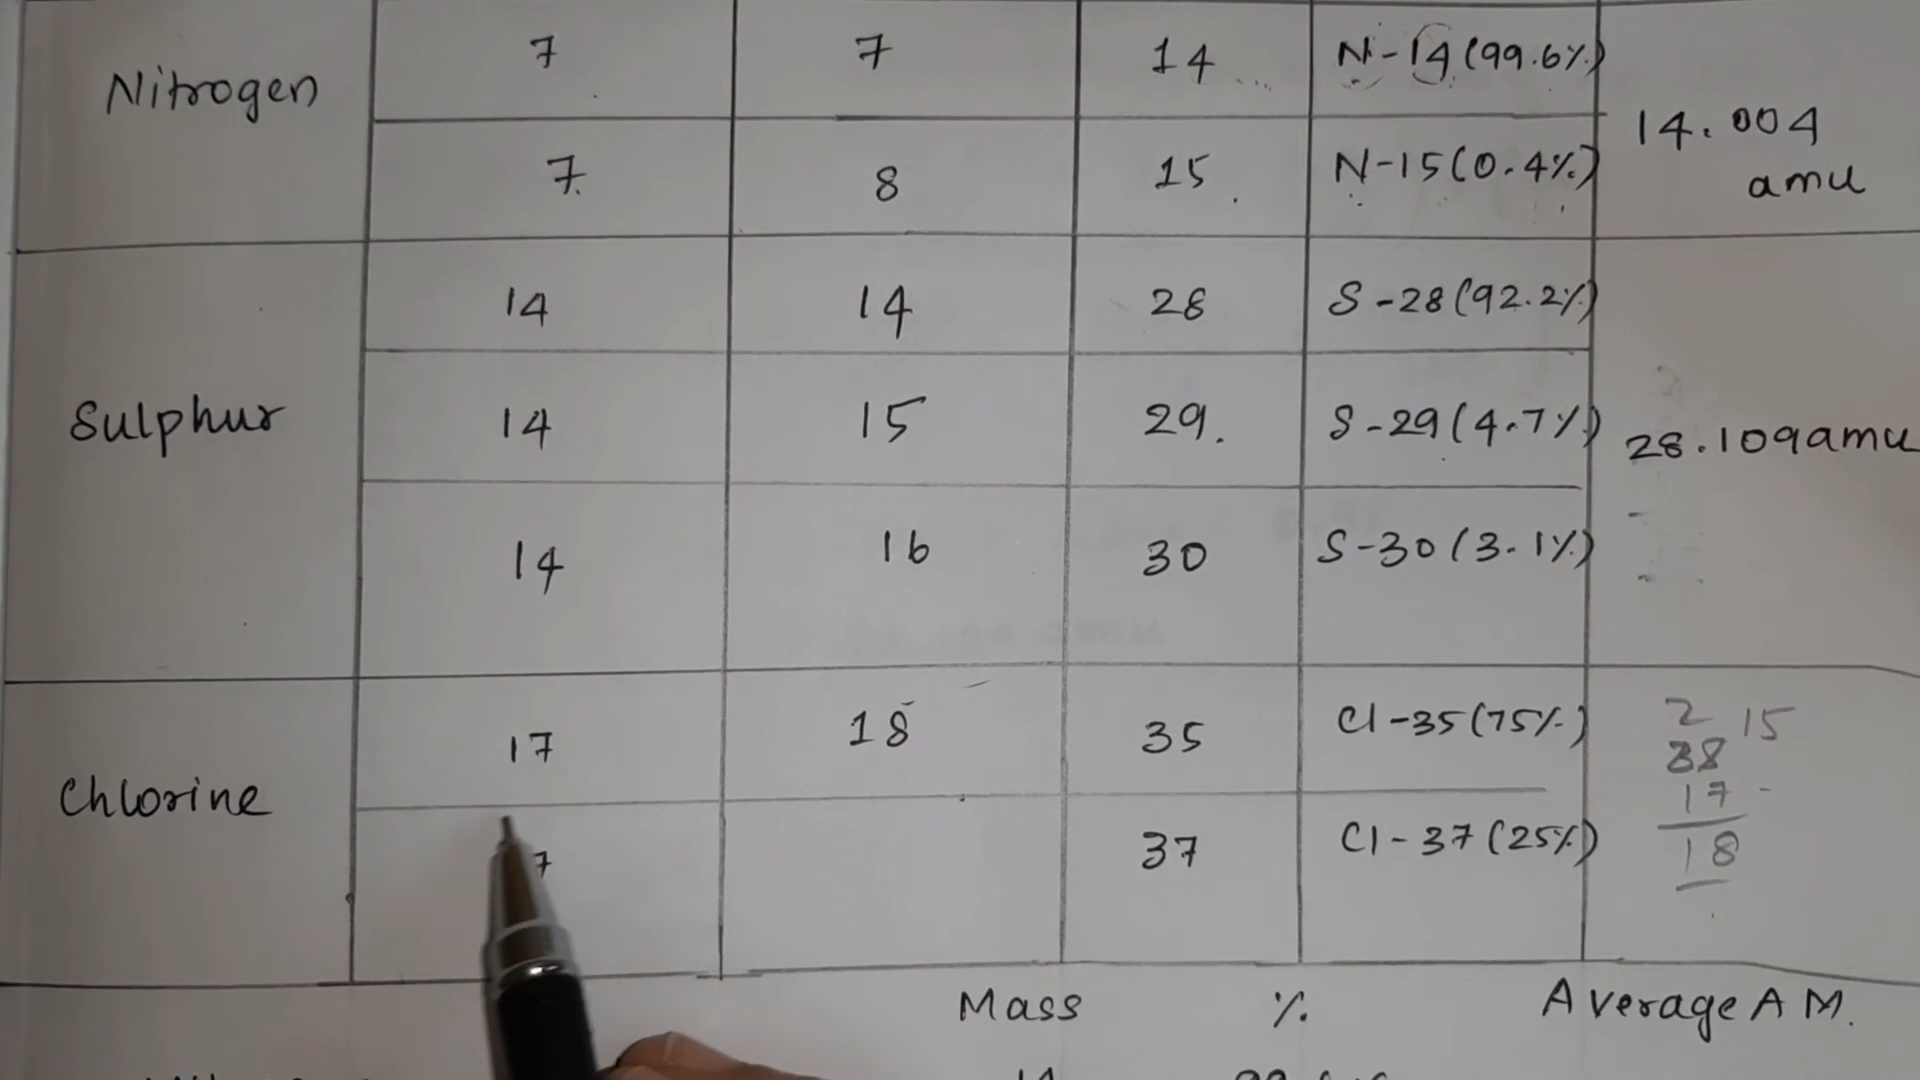 Nitrogen
7 7 14 N-14(99.6%)
7 8 15 N-15(0.4%)
14.004
amu
Sulphur
14 14 28 S-28(92.2%)
14 15 29. S-29(4.7%)
14 16 30 S-30(3.1%)
28.109amu
Chlorine
17 18 35 Cl-35(75%)
7 37 Cl-37(25%)
2 15
38
17 -
18
Mass % Average AM.